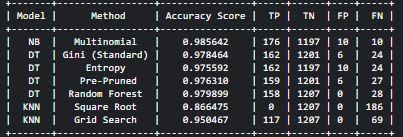 | Model | Method | Accuracy Score | TP | TN | FP | FN |
| NB | Multinomial | 0.985642 | 176 | 1197 | 10 | 10 |
| DT | Gini (Standard) | 0.978464 | 162 | 1201 | 6 | 24 |
| DT | Entropy | 0.975592 | 162 | 1197 | 10 | 24 |
| DT | Pre-Pruned | 0.976310 | 159 | 1201 | 6 | 27 |
| DT | Random Forest | 0.979899 | 158 | 1207 | 0 | 28 |
| KNN | Square Root | 0.866475 | 0 | 1207 | 0 | 186 |
| KNN | Grid Search | 0.950467 | 117 | 1207 | 0 | 69 |